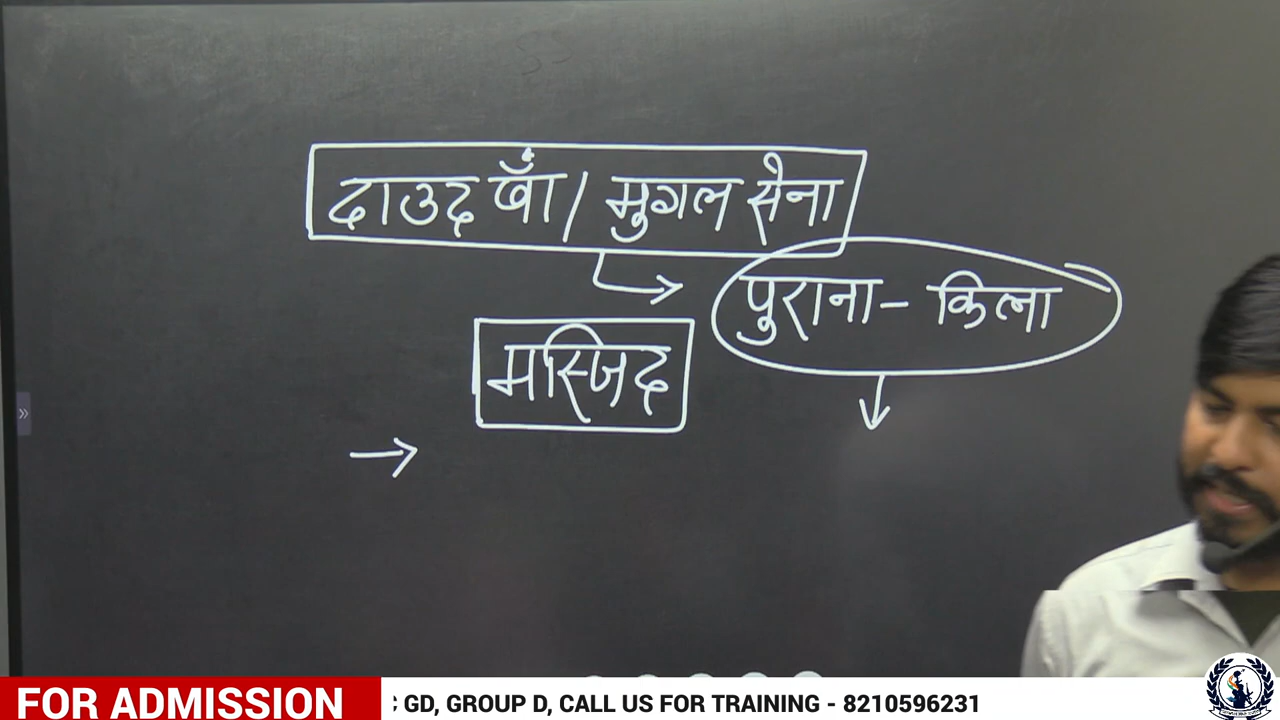 दाउद खाँ / मुगल सेना
पुराना - किला
मस्जिद
FOR ADMISSION
GD, GROUP D, CALL US FOR TRAINING - 8210596231